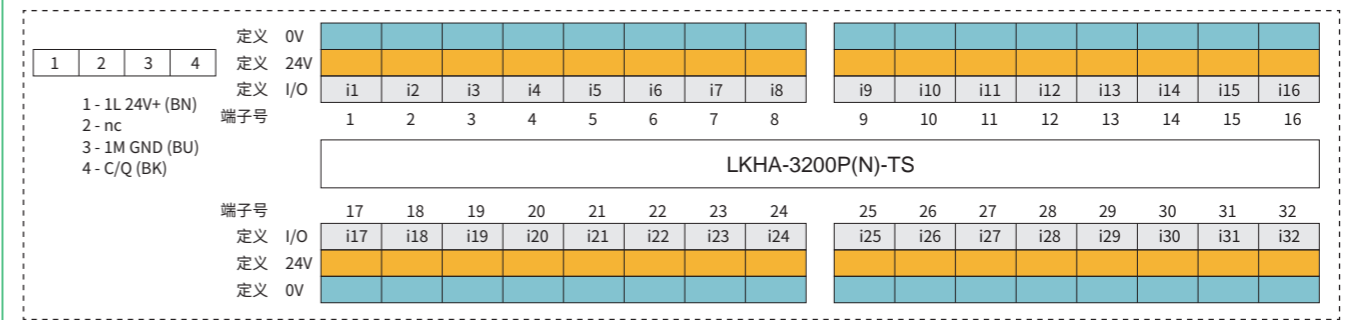 定义 0V
1 2 3 4 定义 24V
定义 I/O i1 i2 i3 i4 i5 i6 i7 i8 i9 i10 i11 i12 i13 i14 i15 i16
端子号 1 2 3 4 5 6 7 8 9 10 11 12 13 14 15 16
1 - 1L 24V+ (BN)
2 - nc
3 - 1M GND (BU)
4 - C/Q (BK)
LKHA-3200P(N)-TS
端子号 17 18 19 20 21 22 23 24 25 26 27 28 29 30 31 32
定义 I/O i17 i18 i19 i20 i21 i22 i23 i24 i25 i26 i27 i28 i29 i30 i31 i32
定义 24V
定义 0V